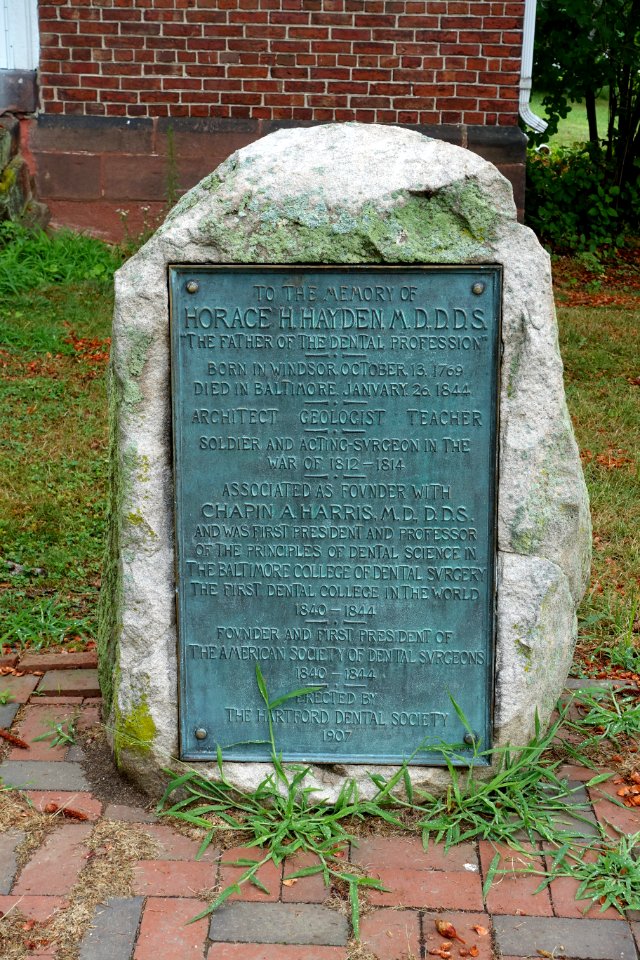 TO THE MEMORY OF
HORACE H. HAYDEN, M.D. D.D.S.
"THE FATHER OF THE DENTAL PROFESSION"
BORN IN WINDSOR, OCTOBER, 13, 1769
DIED IN BALTIMORE, JANVARY, 26, 1844
ARCHITECT GEOLOGIST TEACHER
SOLDIER AND ACTING-SVRGEON IN THE
WAR OF, 1812-1814
ASSOCIATED AS FOVNDER WITH
CHAPIN A. HARRIS, M.D., D.D.S.
AND WAS FIRST PRESIDENT AND PROFESSOR
OF THE PRINCIPLES OF DENTAL SCIENCE IN
THE BALTIMORE COLLEGE OF DENTAL SVRGERY
THE FIRST DENTAL COLLEGE IN THE WORLD
1840-1844
FOVNDER AND FIRST PRESIDENT OF
THE AMERICAN SOCIETY OF DENTAL SVRGEONS
1840-1844
ERECTED BY
THE HARTFORD DENTAL SOCIETY
1907